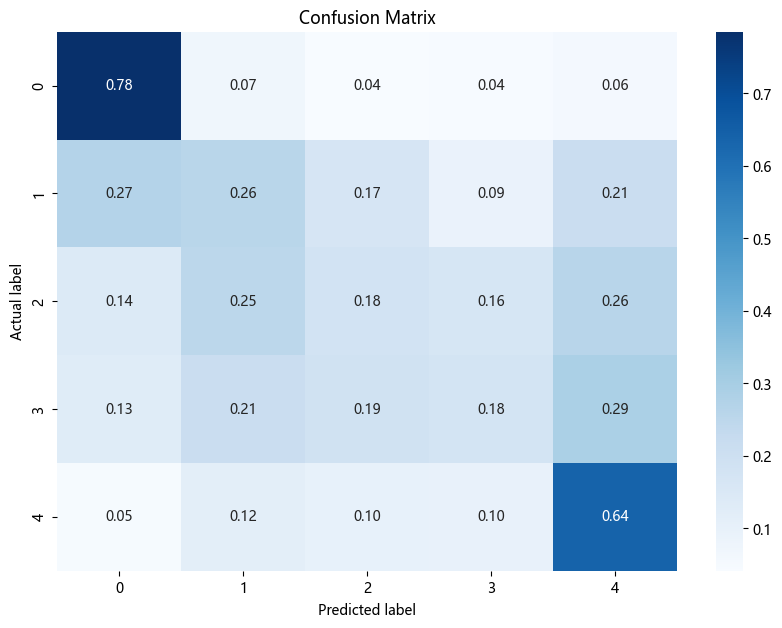 Confusion Matrix
0 0.78 0.07 0.04 0.04 0.06
1 0.27 0.26 0.17 0.09 0.21
2 0.14 0.25 0.18 0.16 0.26
3 0.13 0.21 0.19 0.18 0.29
4 0.05 0.12 0.10 0.10 0.64
0 1 2 3 4
Predicted label
Actual label
0.7
0.6
0.5
0.4
0.3
0.2
0.1